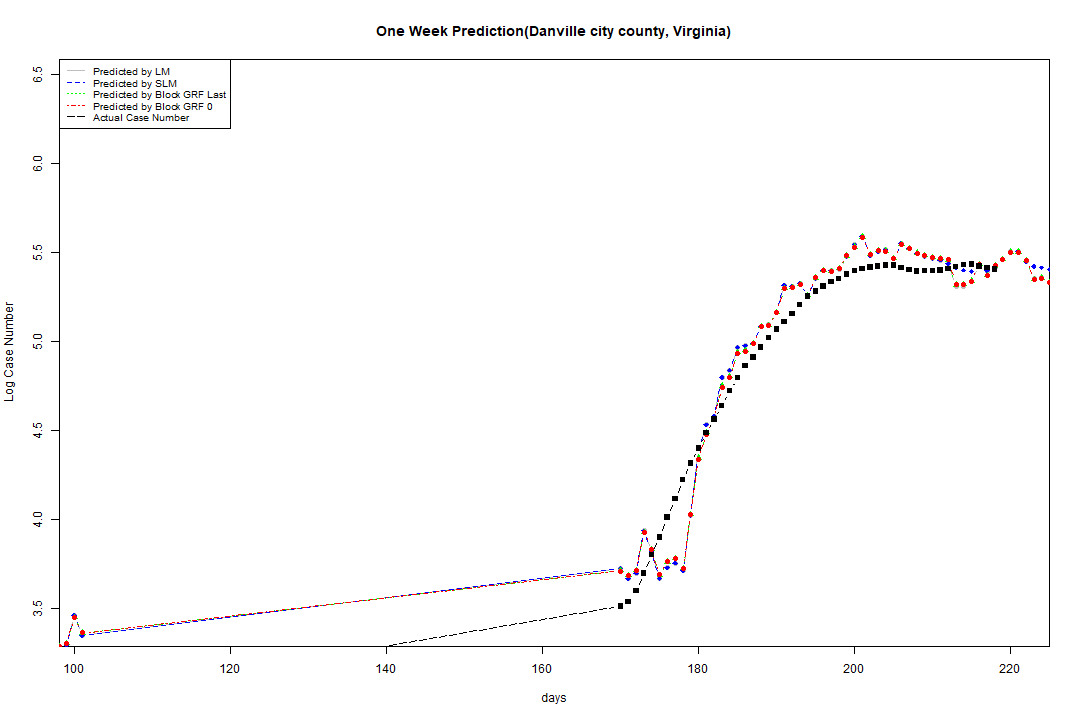 One Week Prediction(Danville city county, Virginia)
Predicted by LM
Predicted by SLM
Predicted by Block GRF Last
Predicted by Block GRF 0
Actual Case Number
6.5
6.0
5.5
5.0
4.5
4.0
3.5
Log Case Number
100 120 140 160 180 200 220
days